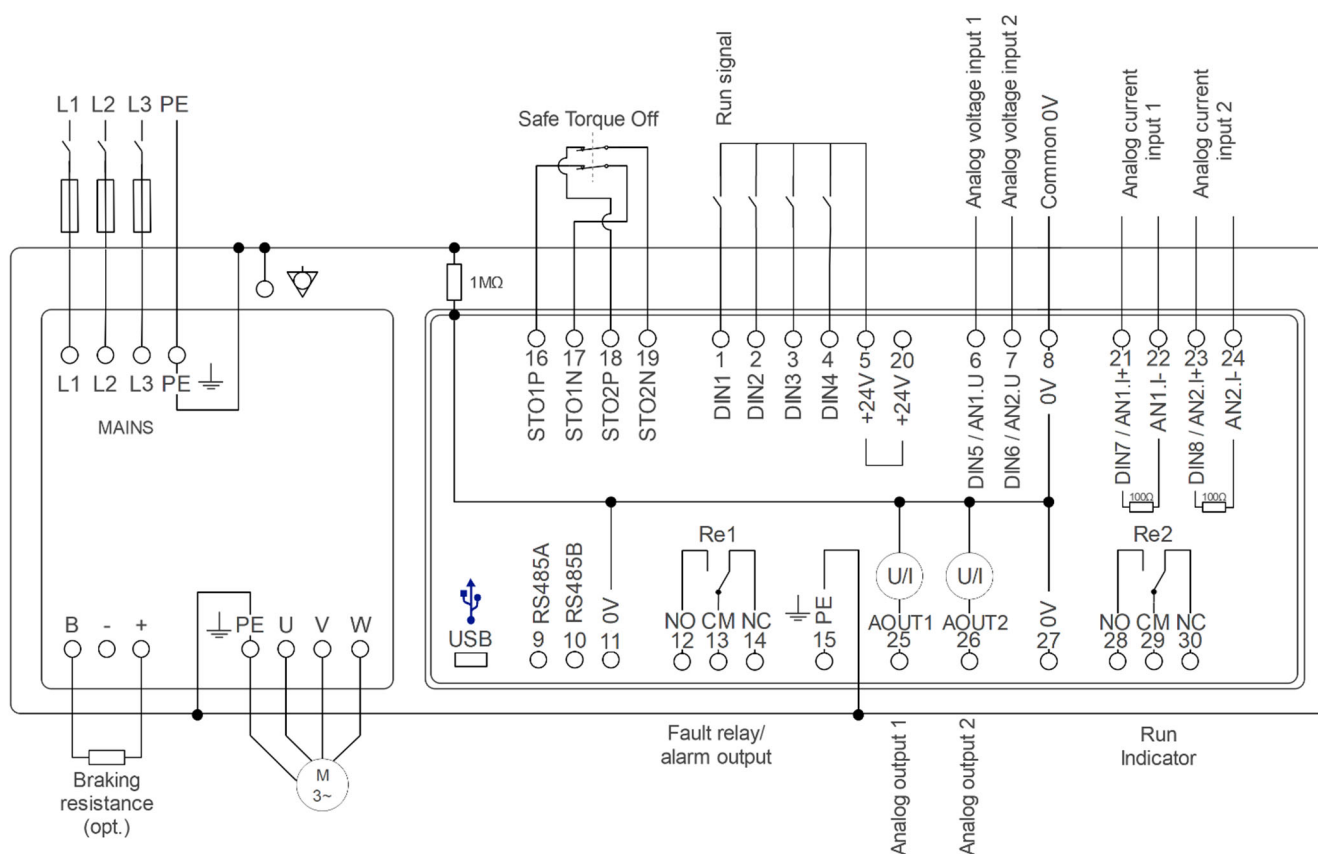 L1 L2 L3 PE
Safe Torque Off
Run signal
Analog voltage input 1
Analog voltage input 2
Common 0V
Analog current
input 1
Analog current
input 2
1MΩ
L1 L2 L3 PE
MAINS
16 17 18 19 1 2 3 4 5 20 6 7 8 21 22 23 24
STO1P
STO1N
STO2P
STO2N
DIN1
DIN2
DIN3
DIN4
+24V
+24V
DIN5 / AN1.U
DIN6 / AN2.U
0V
DIN7 / AN1.I+
AN1.I-
DIN8 / AN2.I+
AN2.I-
100Ω
100Ω
B - +
PE U V W
USB
RS485A
RS485B
0V
Re1
NO CM NC
PE
U/I
U/I
AOUT1 AOUT2
0V
Re2
NO CM NC
9 10 11 12 13 14 15 25 26 27 28 29 30
Braking
resistance
(opt.)
M
3~
Fault relay/
alarm output
Analog output 1
Analog output 2
Run
Indicator